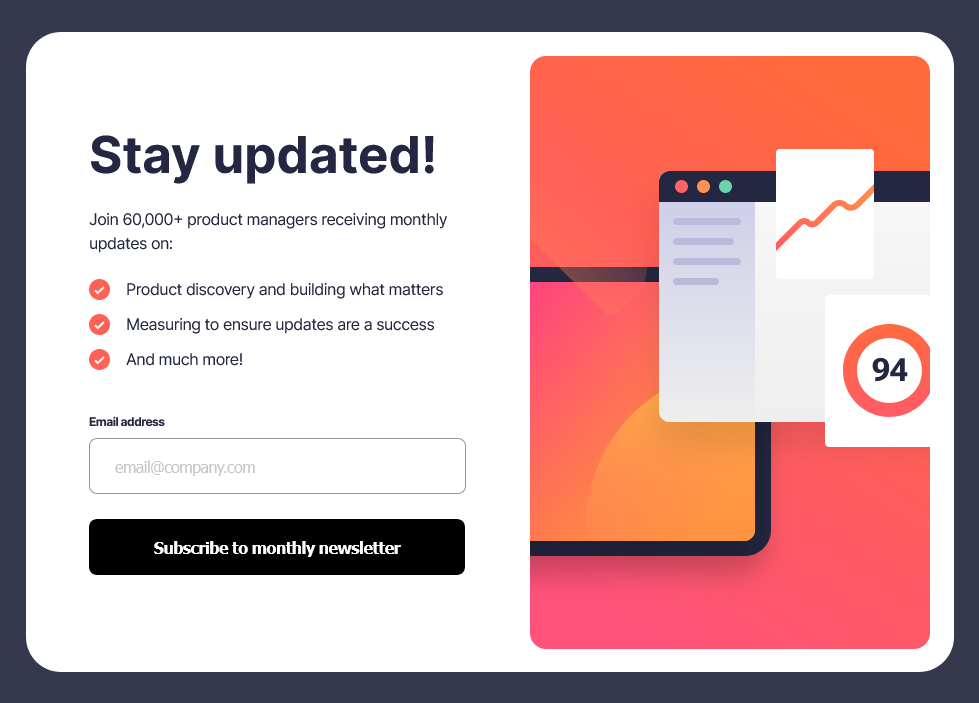 Stay updated!
Join 60,000+ product managers receiving monthly
updates on:
Product discovery and building what matters
Measuring to ensure updates are a success
And much more!
Email address
email@company.com
Subscribe to monthly newsletter
94